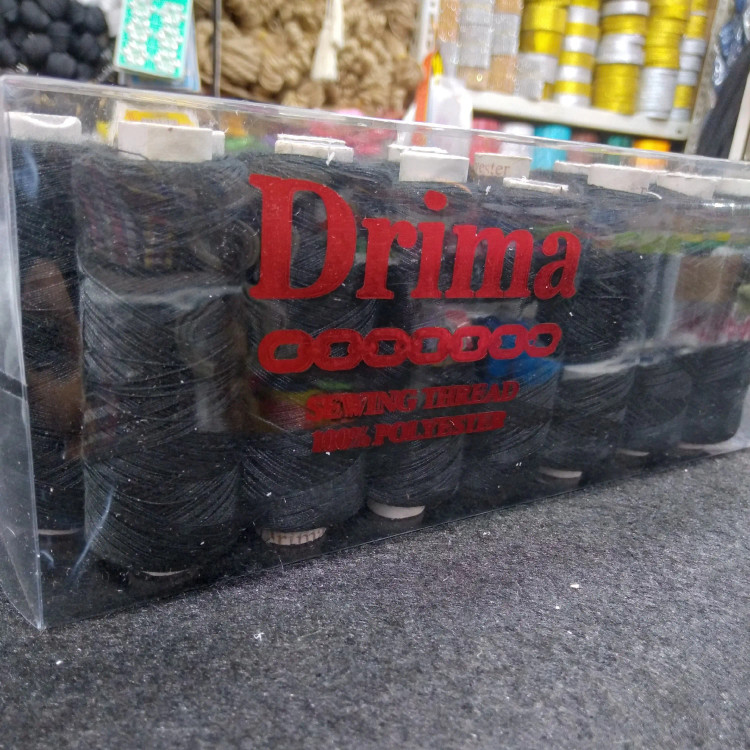 Drima
SEWING THREAD
100% POLYESTER